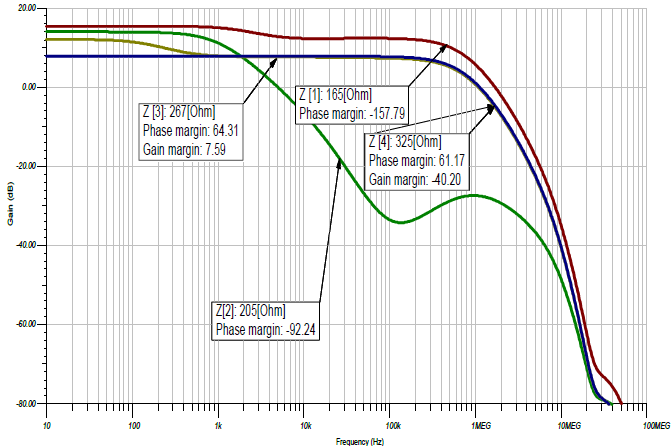 20.00
0.00
-20.00
-40.00
-60.00
-80.00
Gain (dB)
Z [3]: 267[Ohm]
Phase margin: 64.31
Gain margin: 7.59
Z [1]: 165[Ohm]
Phase margin: -157.79
Z [4]: 325[Ohm]
Phase margin: 61.17
Gain margin: -40.20
Z[2]: 205[Ohm]
Phase margin: -92.24
10 100 1k 10k 100k 1MEG 10MEG 100MEG
Frequency (Hz)